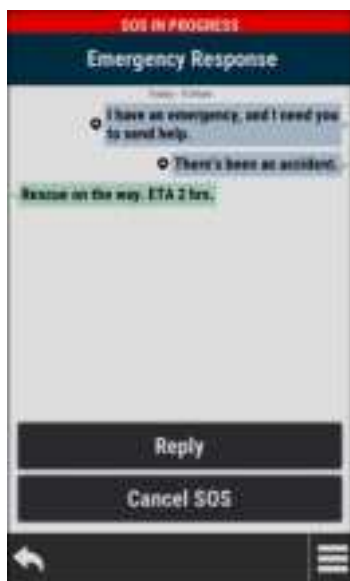 SOS IN PROGRESS
Emergency Response
I have an emergency, and I need you
to send help.
There's been an accident.
Rescue on the way. ETA 2 hrs.
Reply
Cancel SOS